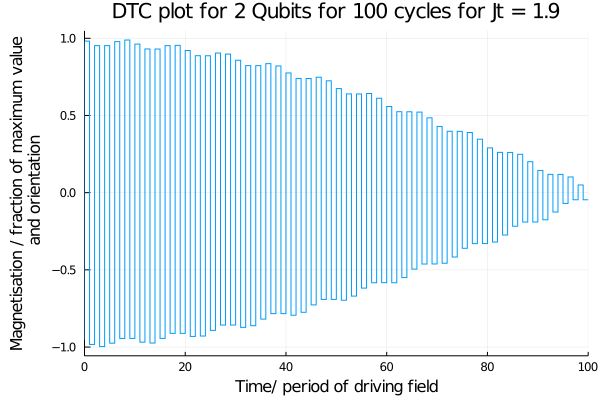 DTC plot for 2 Qubits for 100 cycles for Jt = 1.9
Magnetisation / fraction of maximum value
and orientation
1.0
0.5
0.0
−0.5
−1.0
0
20
40
60
80
100
Time/ period of driving field